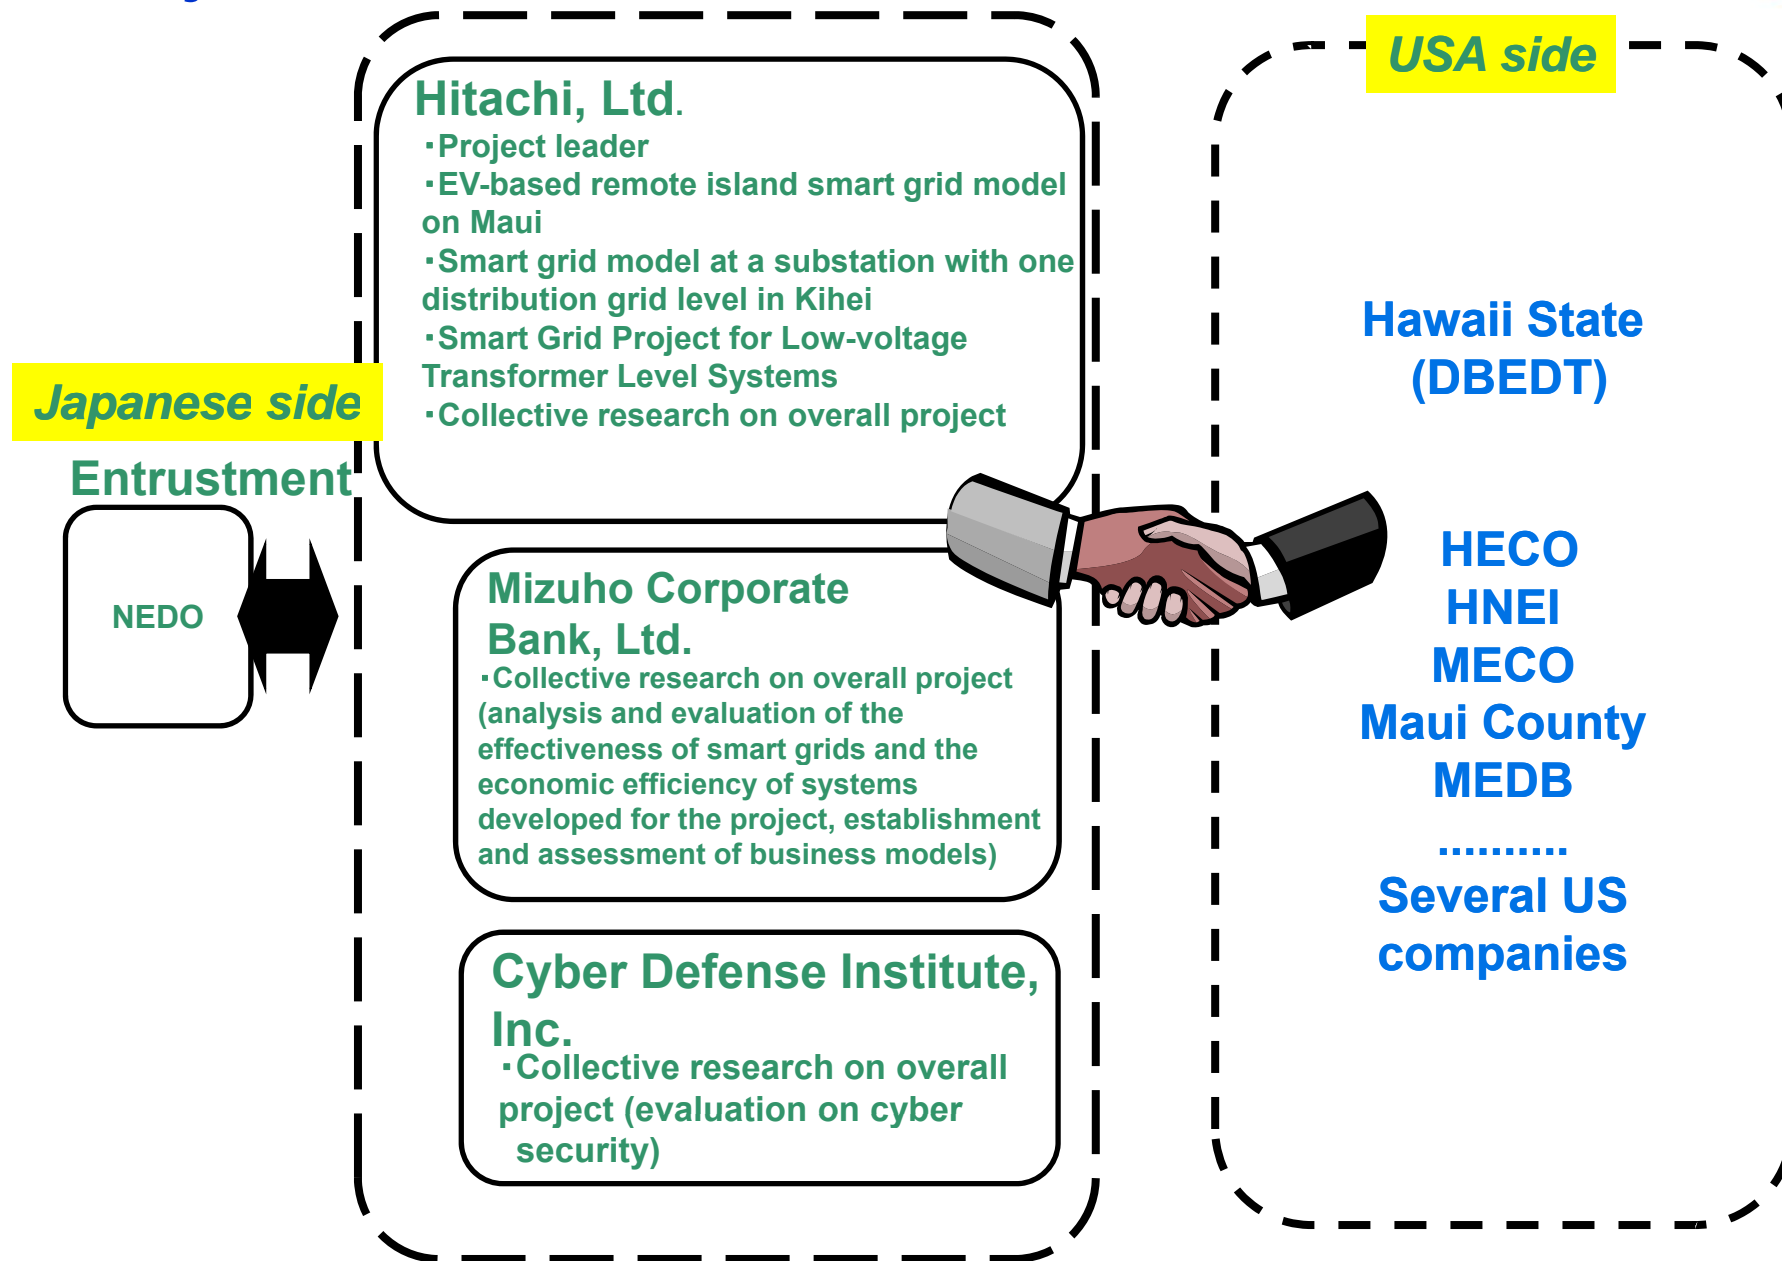 Japanese side
Entrustment
NEDO
Hitachi, Ltd.
・Project leader
・EV-based remote island smart grid model
on Maui
・Smart grid model at a substation with one
distribution grid level in Kihei
・Smart Grid Project for Low-voltage
Transformer Level Systems
・Collective research on overall project
Mizuho Corporate
Bank, Ltd.
・Collective research on overall project
(analysis and evaluation of the
effectiveness of smart grids and the
economic efficiency of systems
developed for the project, establishment
and assessment of business models)
Cyber Defense Institute,
Inc.
・Collective research on overall
project (evaluation on cyber
security)
USA side
Hawaii State
(DBEDT)
HECO
HNEI
MECO
Maui County
MEDB
..........
Several US
companies